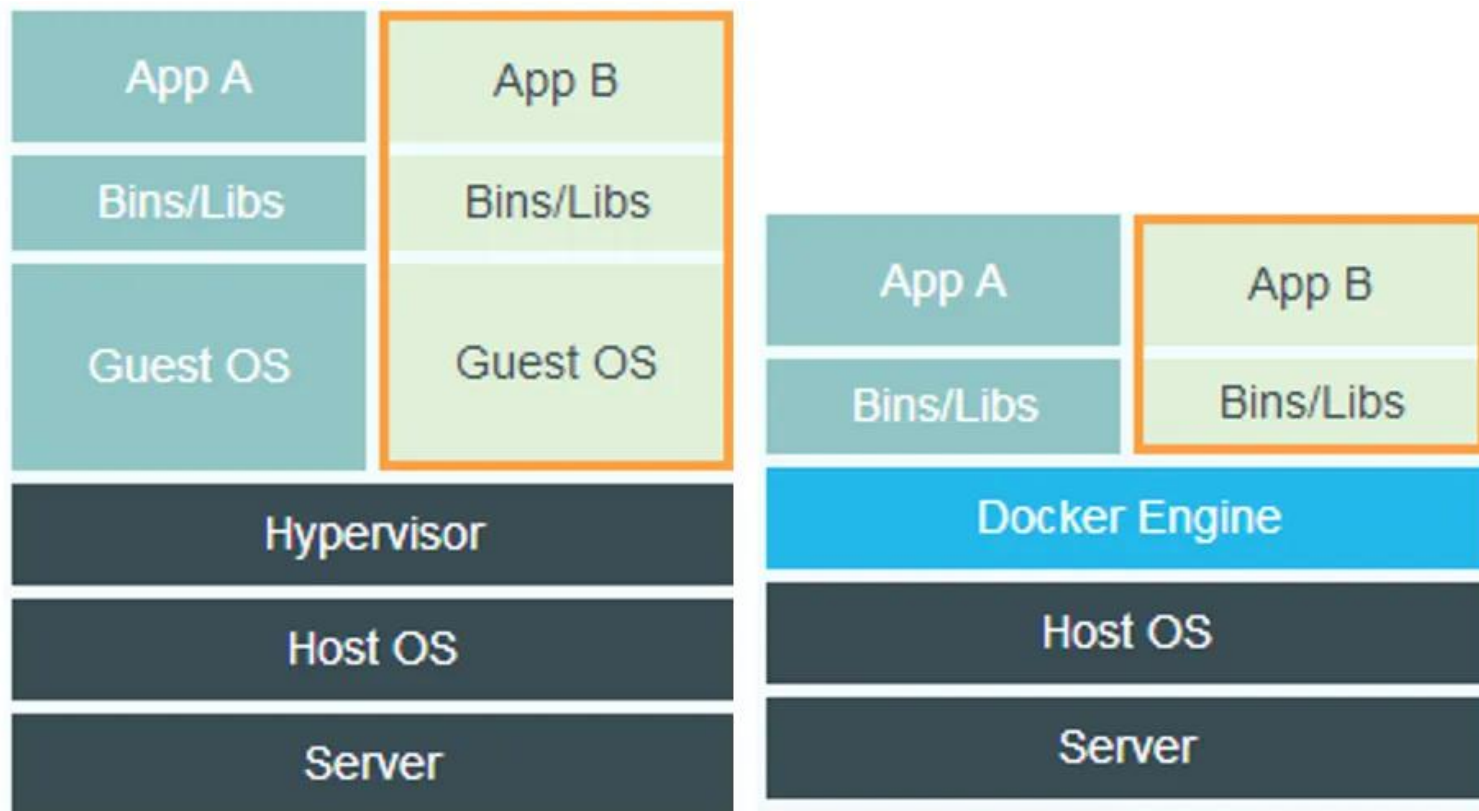 App A
App B
Bins/Libs
Bins/Libs
Guest OS
Guest OS
Hypervisor
Host OS
Server
App A
App B
Bins/Libs
Bins/Libs
Docker Engine
Host OS
Server